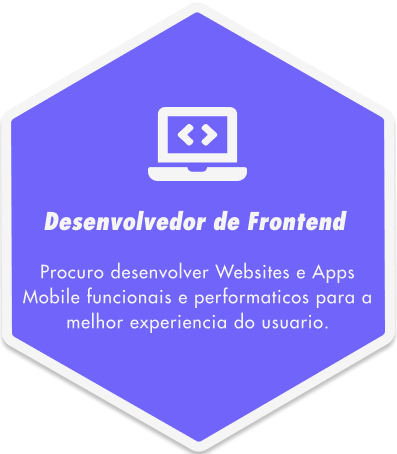 Desenvolvedor de Frontend
Procuro desenvolver Websites e Apps
Mobile funcionais e performaticos para a
melhor experiencia do usuario.